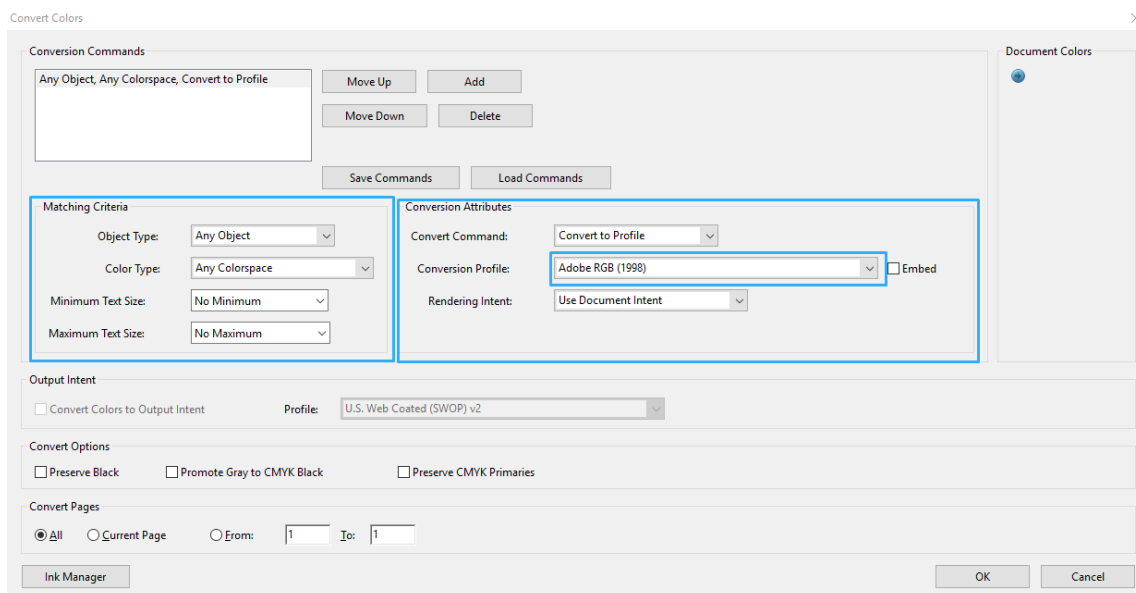 Convert Colors
Conversion Commands
Document Colors
Any Object, Any Colorspace, Convert to Profile
Move Up
Add
Move Down
Delete
Save Commands
Load Commands
Matching Criteria
Object Type: Any Object
Color Type: Any Colorspace
Minimum Text Size: No Minimum
Maximum Text Size: No Maximum
Conversion Attributes
Convert Command: Convert to Profile
Conversion Profile: Adobe RGB (1998) Embed
Rendering Intent: Use Document Intent
Output Intent
Convert Colors to Output Intent Profile: U.S. Web Coated (SWOP) v2
Convert Options
Preserve Black Promote Gray to CMYK Black Preserve CMYK Primaries
Convert Pages
All Current Page From: 1 To: 1
Ink Manager
OK
Cancel